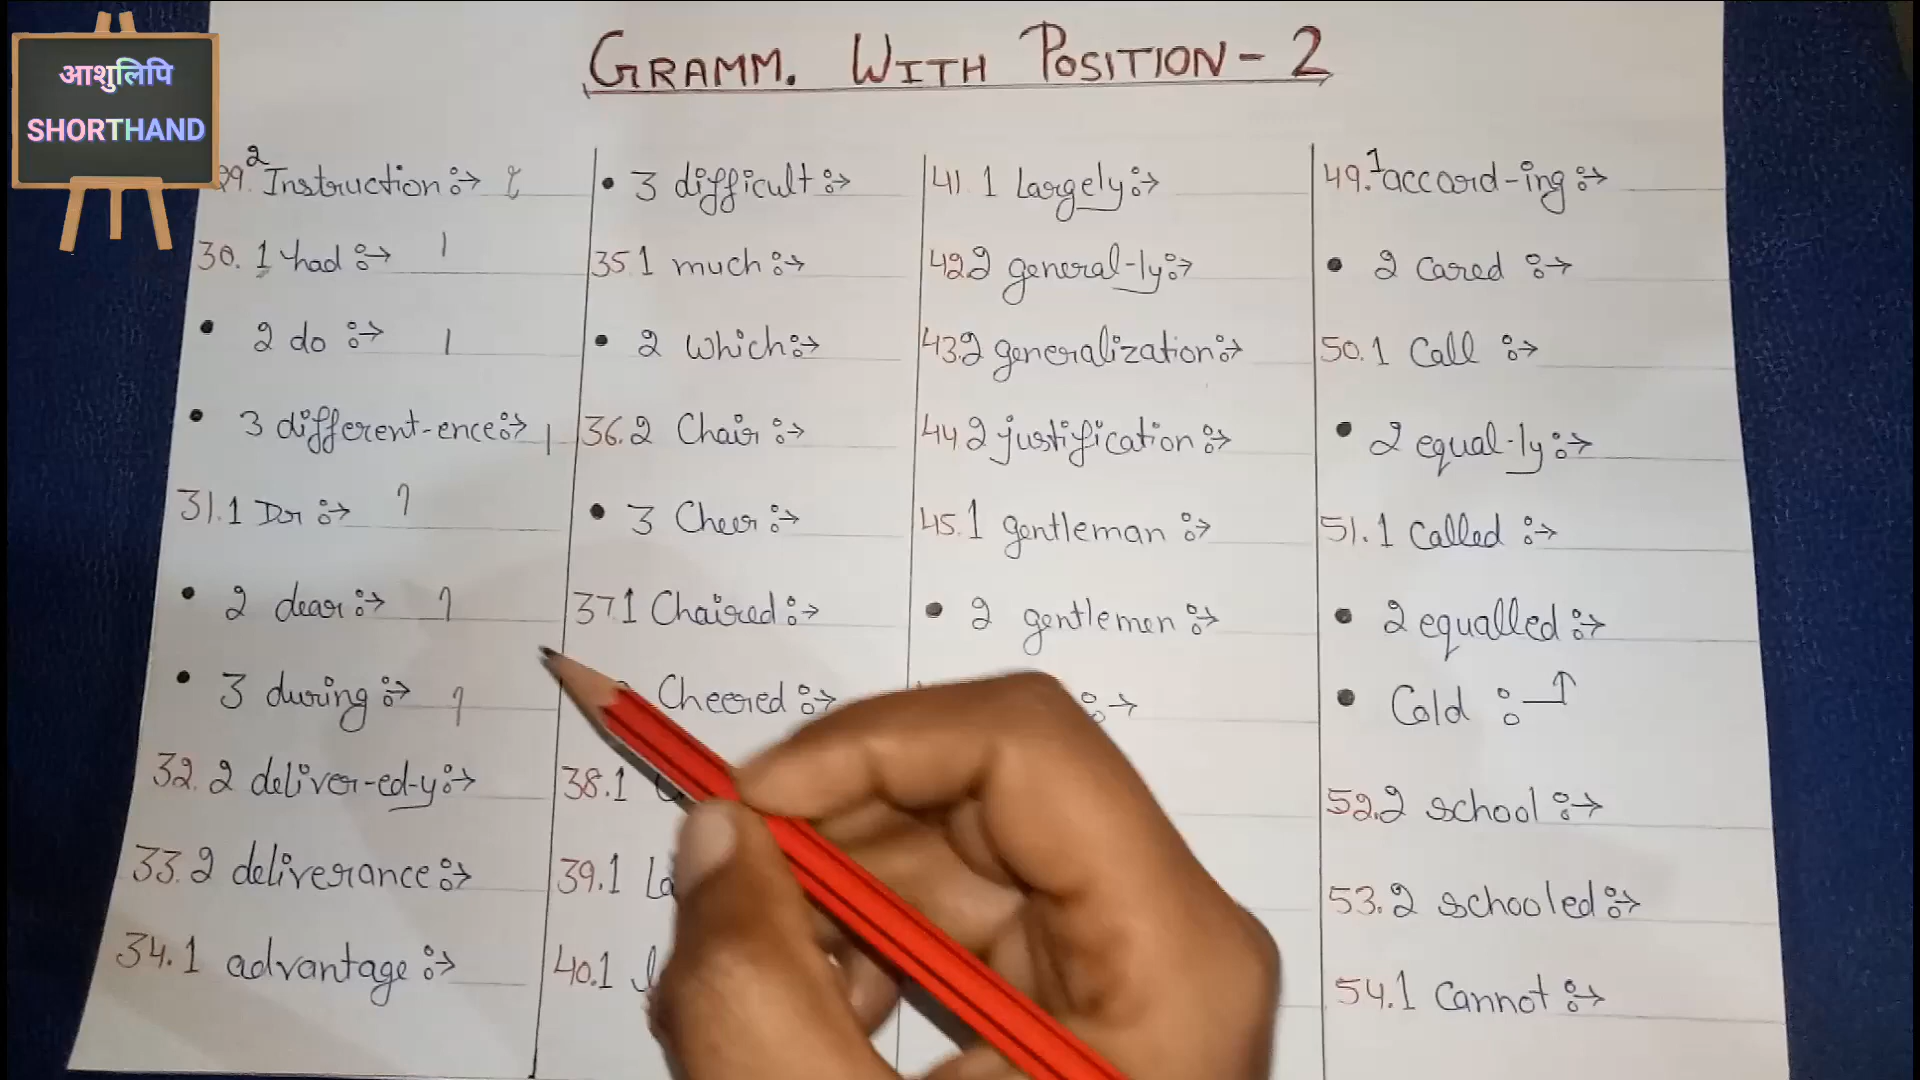 आशुलिपि
SHORTHAND
GRAMM. WITH POSITION - 2
29. 2 Instruction
30. 1 had
• 2 do
• 3 different-ence
31. 1 Dr
• 2 dear
• 3 during
32. 2 deliver-ed-y
33. 2 deliverance
34. 1 advantage
• 3 difficult
35 1 much
• 2 which
36. 2 Chair
• 3 Cheer
37 1 Chaired
Cheered
38. 1
39. 1
40. 1
41. 1 Largely
42 2 general-ly
43 2 generalization
44 2 justification
45. 1 gentleman
• 2 gentlemen
49. 1 accord-ing
• 2 Cared
50. 1 Call
• 2 equal-ly
51. 1 Called
• 2 equalled
• Cold
52. 2 school
53. 2 schooled
54. 1 Cannot